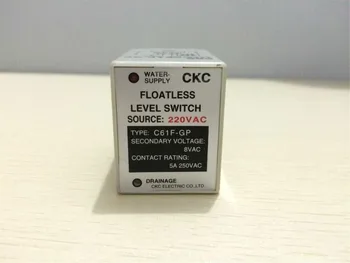 WATER-
SUPPLY
CKC
FLOATLESS
LEVEL SWITCH
SOURCE: 220VAC
TYPE: C61F-GP
SECONDARY VOLTAGE:
8VAC
CONTACT RATING:
5A 250VAC
DRAINAGE
CKC ELECTRIC CO.,LTD.